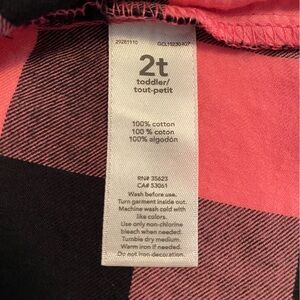 29281910 GCL10230807
2t
toddler/
tout-petit
100% cotton
100 % coton
100% algodón
RN# 35623
CA# 53061
Wash before use.
Turn garment inside out.
Machine wash cold with
like colors.
Use only non-chlorine
bleach when needed.
Tumble dry medium.
Warm iron if needed.
Do not iron decoration.